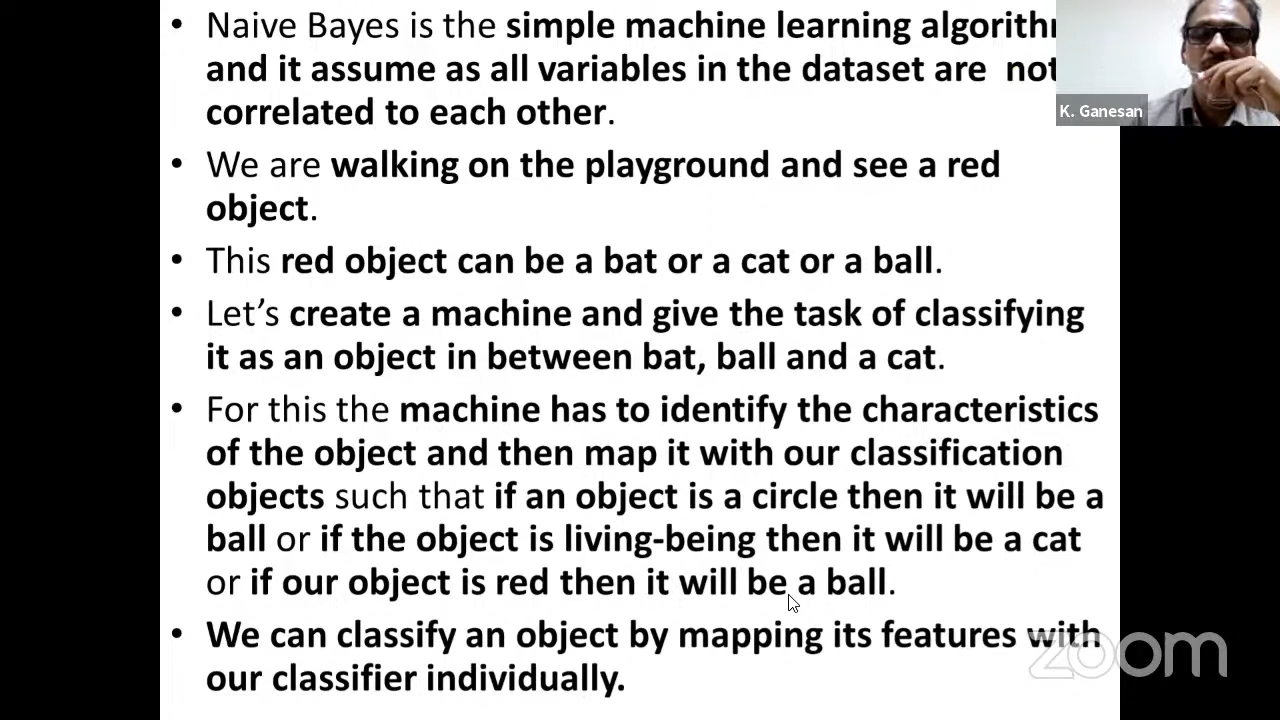 • Naive Bayes is the simple machine learning algorithm
and it assume as all variables in the dataset are not
correlated to each other.
• We are walking on the playground and see a red
object.
• This red object can be a bat or a cat or a ball.
• Let's create a machine and give the task of classifying
it as an object in between bat, ball and a cat.
• For this the machine has to identify the characteristics
of the object and then map it with our classification
objects such that if an object is a circle then it will be a
ball or if the object is living-being then it will be a cat
or if our object is red then it will be a ball.
• We can classify an object by mapping its features with
our classifier individually.
K. Ganesan
zoom